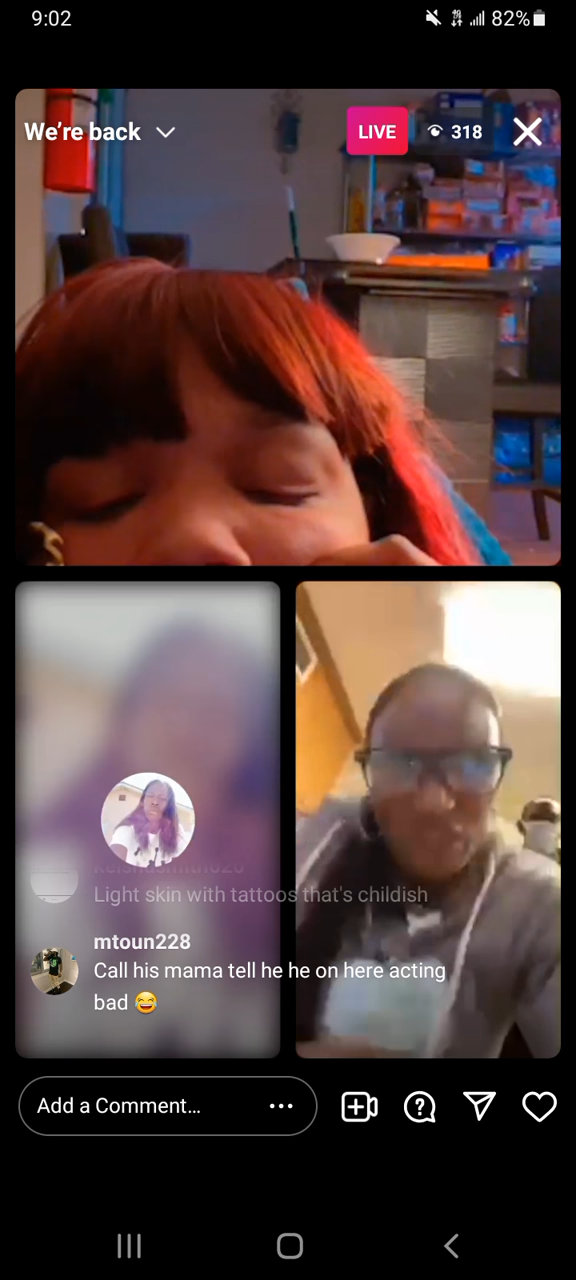 9:02
82%
We're back
LIVE
318
Light skin with tattoos that's childish
mtoun228
Call his mama tell he he on here acting
bad 😂
Add a Comment…